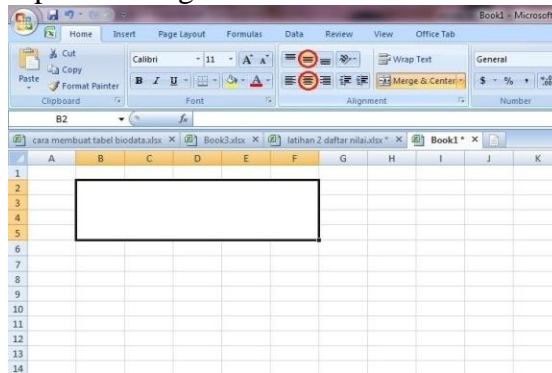 Book1 - Microsoft
Home Insert Page Layout Formulas Data Review View Office Tab
Paste
Cut
Copy
Format Painter
Clipboard
Calibri 11 A A
B I U A
Font
Wrap Text
Merge & Center
Alignment
General
$ % ,
Number
B2 fx
cara membuat tabel biodata.xlsx Book3.xlsx latihan 2 daftar nilai.xlsx * Book1 *
A B C D E F G H I J K
1
2
3
4
5
6
7
8
9
10
11
12
13
14